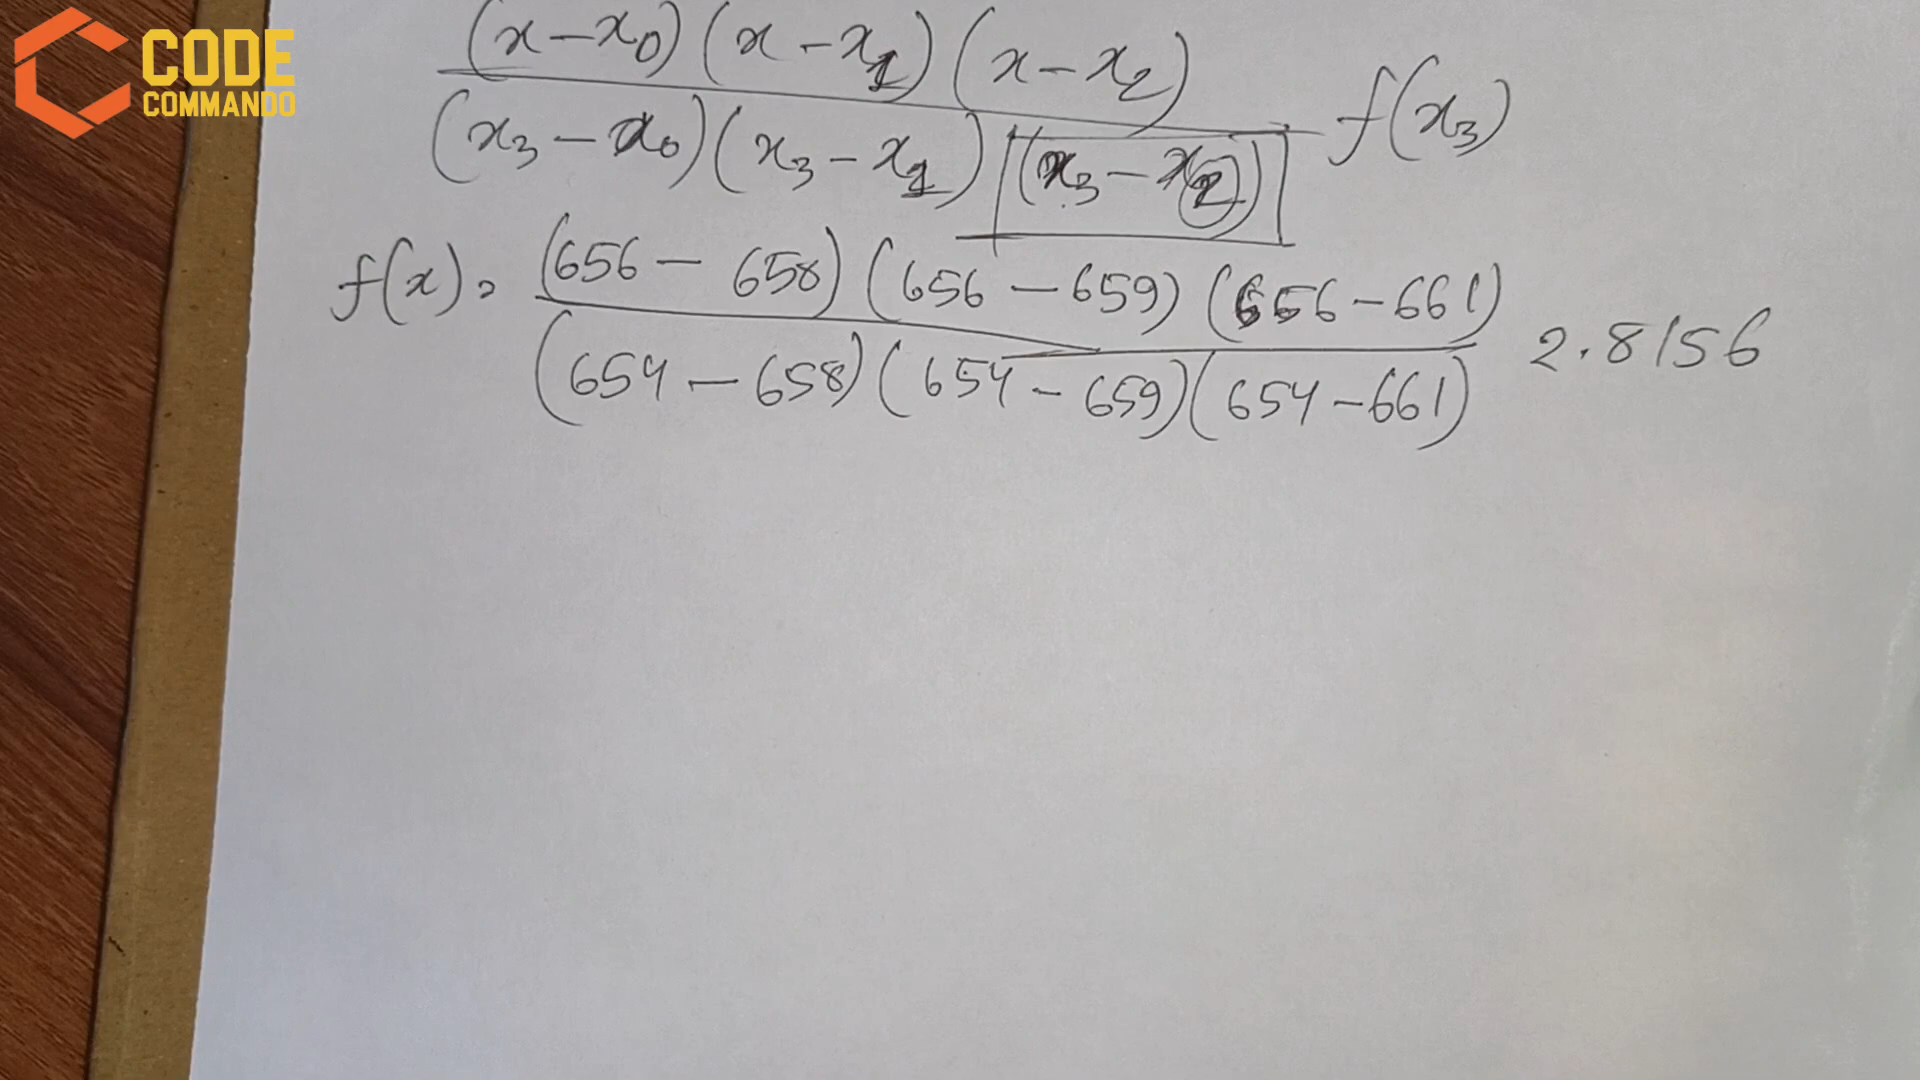 CODE
COMMANDO
(x-x₀)(x-x₁)(x-x₂)
(x₃-x₀)(x₃-x₁)(x₃-x₂) f(x₃)
f(x) = (656-658)(656-659)(656-661)
(654-658)(654-659)(654-661) 2.8156